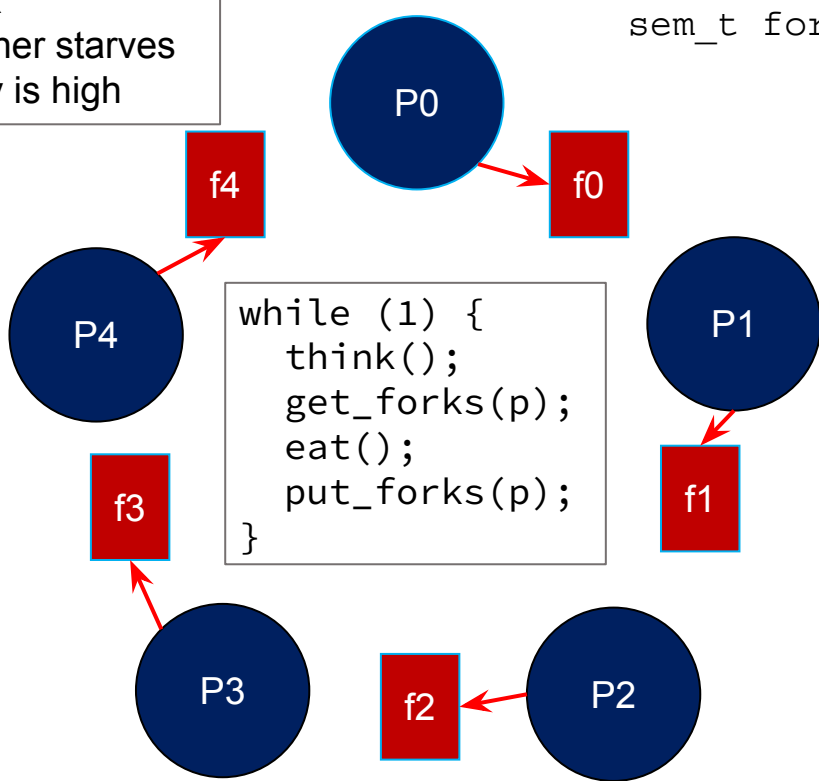 ner starves
is high
sem_t for
P0
f4
f0
P4
P1
while (1) {
think();
get_forks(p);
eat();
put_forks(p);
}
f3
f1
P3
f2
P2